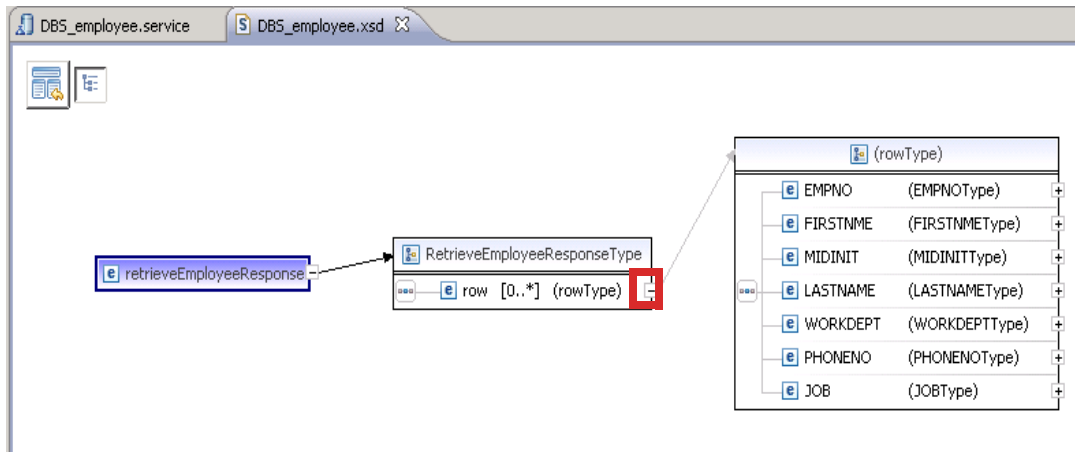 DBS_employee.service
DBS_employee.xsd
(rowType)
EMPNO (EMPNOType)
FIRSTNME (FIRSTNMEType)
MIDINIT (MIDINITType)
RetrieveEmployeeResponseType
retrieveEmployeeResponse
row [0..*] (rowType)
LASTNAME (LASTNAMEType)
WORKDEPT (WORKDEPTType)
PHONENO (PHONENOType)
JOB (JOBType)